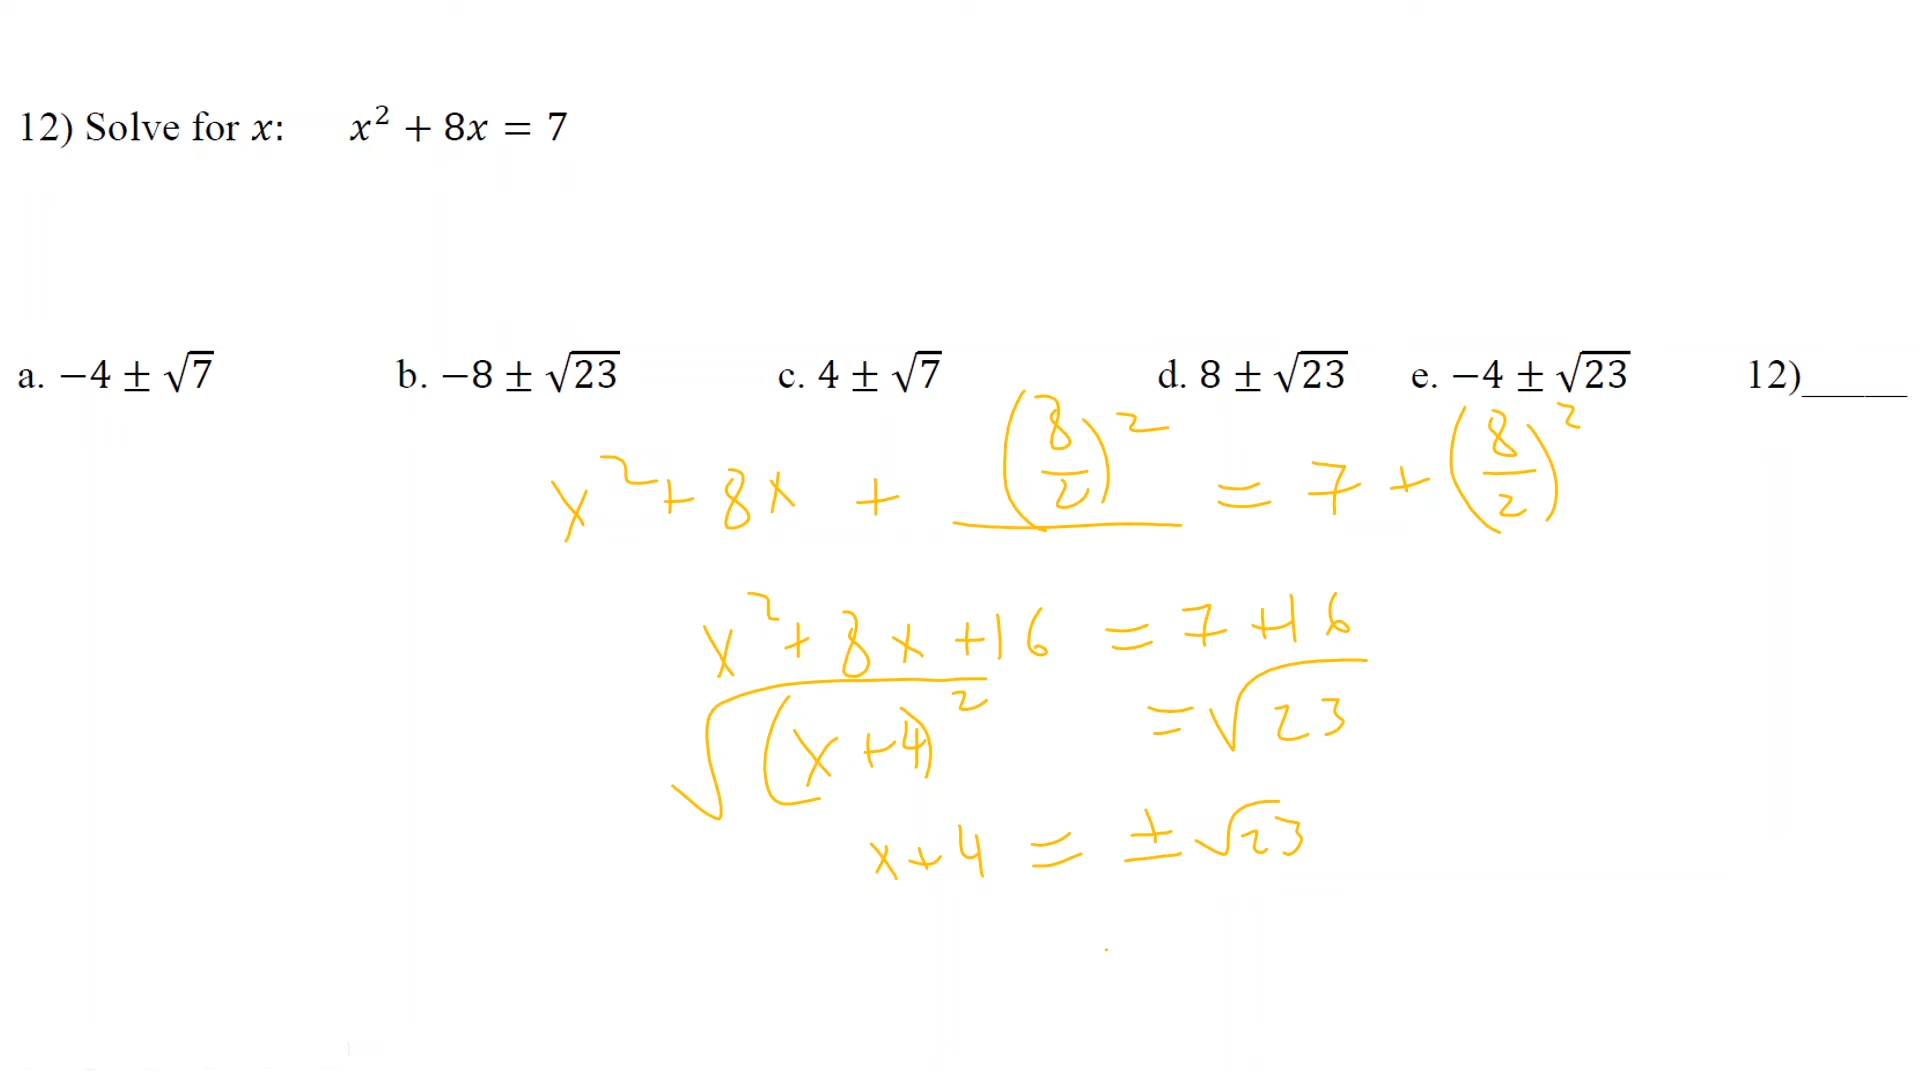 12) Solve for x: x² + 8x = 7
a. −4 ± √7 b. −8 ± √23 c. 4 ± √7 d. 8 ± √23 e. −4 ± √23 12)_____
x² + 8x + (8/2)² = 7 + (8/2)²
x² + 8x + 16 = 7 + 16
√(x+4)² = √23
x+4 = ± √23